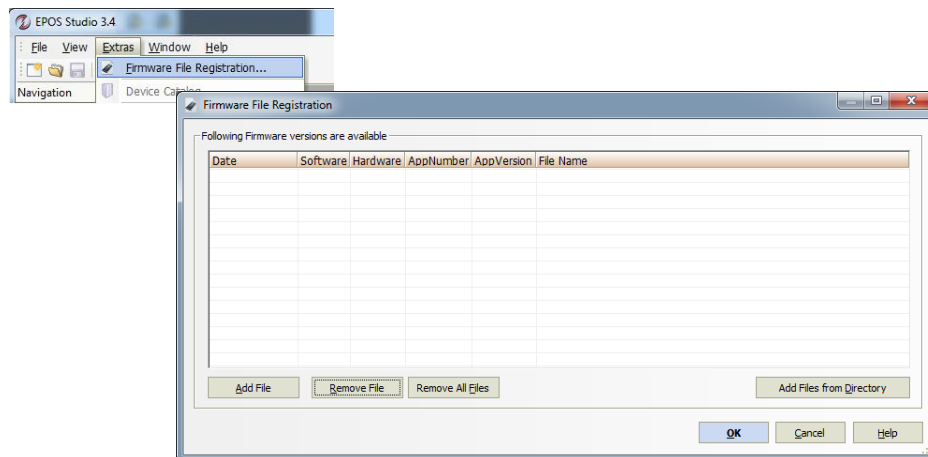 EPOS Studio 3.4
File View Extras Window Help
Firmware File Registration...
Navigation
Device Catalog
Firmware File Registration
Following Firmware versions are available
Date Software Hardware AppNumber AppVersion File Name
Add File Remove File Remove All Files Add Files from Directory
OK Cancel Help